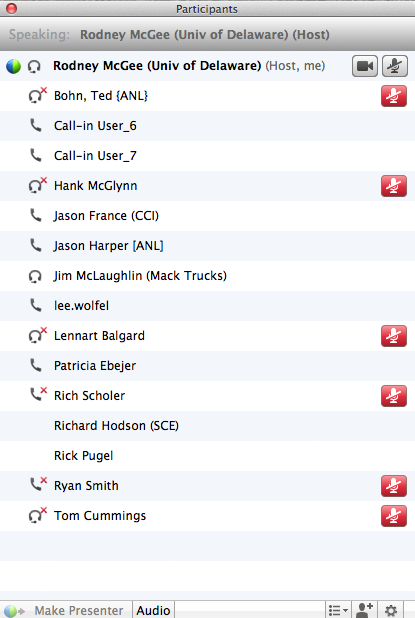 Participants
Speaking: Rodney McGee (Univ of Delaware) (Host)
Rodney McGee (Univ of Delaware) (Host, me)
Bohn, Ted {ANL}
Call-in User_6
Call-in User_7
Hank McGlynn
Jason France (CCI)
Jason Harper [ANL]
Jim McLaughlin (Mack Trucks)
lee.wolfel
Lennart Balgard
Patricia Ebejer
Rich Scholer
Richard Hodson (SCE)
Rick Pugel
Ryan Smith
Tom Cummings
Make Presenter Audio